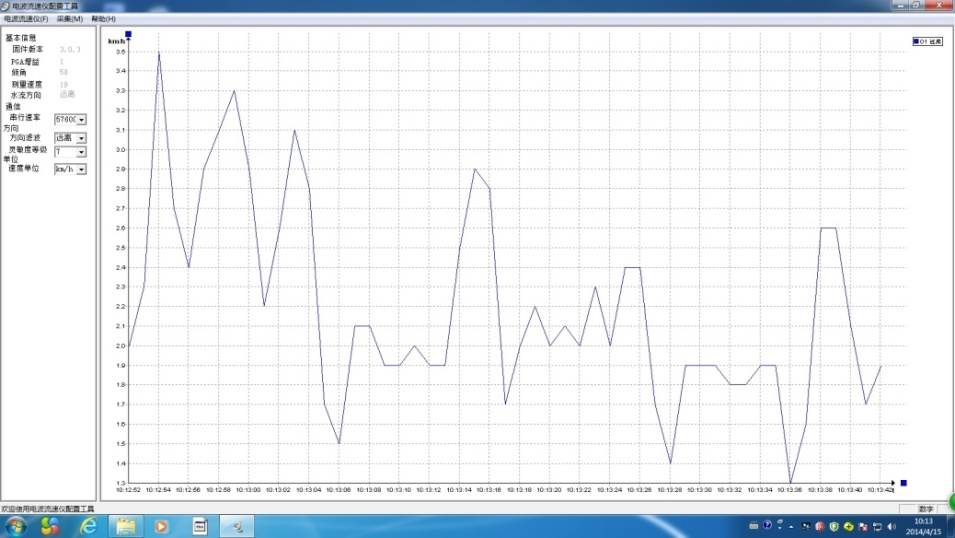 电波流速仪配置工具
电波流速仪(F) 采集(M) 帮助(H)
基本信息
固件版本 3.0.3
PGA增益 1
倾角 58
测量速度 19
水流方向 远离
通信
串行速率 57600
方向
方向滤波 远离
灵敏度等级 7
单位
速度单位 km/h
km/h
01 远离
3.5
3.4
3.3
3.2
3.1
3.0
2.9
2.8
2.7
2.6
2.5
2.4
2.3
2.2
2.1
2.0
1.9
1.8
1.7
1.6
1.5
1.4
1.3
10:12:52 10:12:54 10:12:56 10:12:58 10:13:00 10:13:02 10:13:04 10:13:06 10:13:08 10:13:10 10:13:12 10:13:14 10:13:16 10:13:18 10:13:20 10:13:22 10:13:24 10:13:26 10:13:28 10:13:30 10:13:32 10:13:34 10:13:36 10:13:38 10:13:40 10:13:42 t
欢迎使用电波流速仪配置工具
数字
10:13
2014/4/15